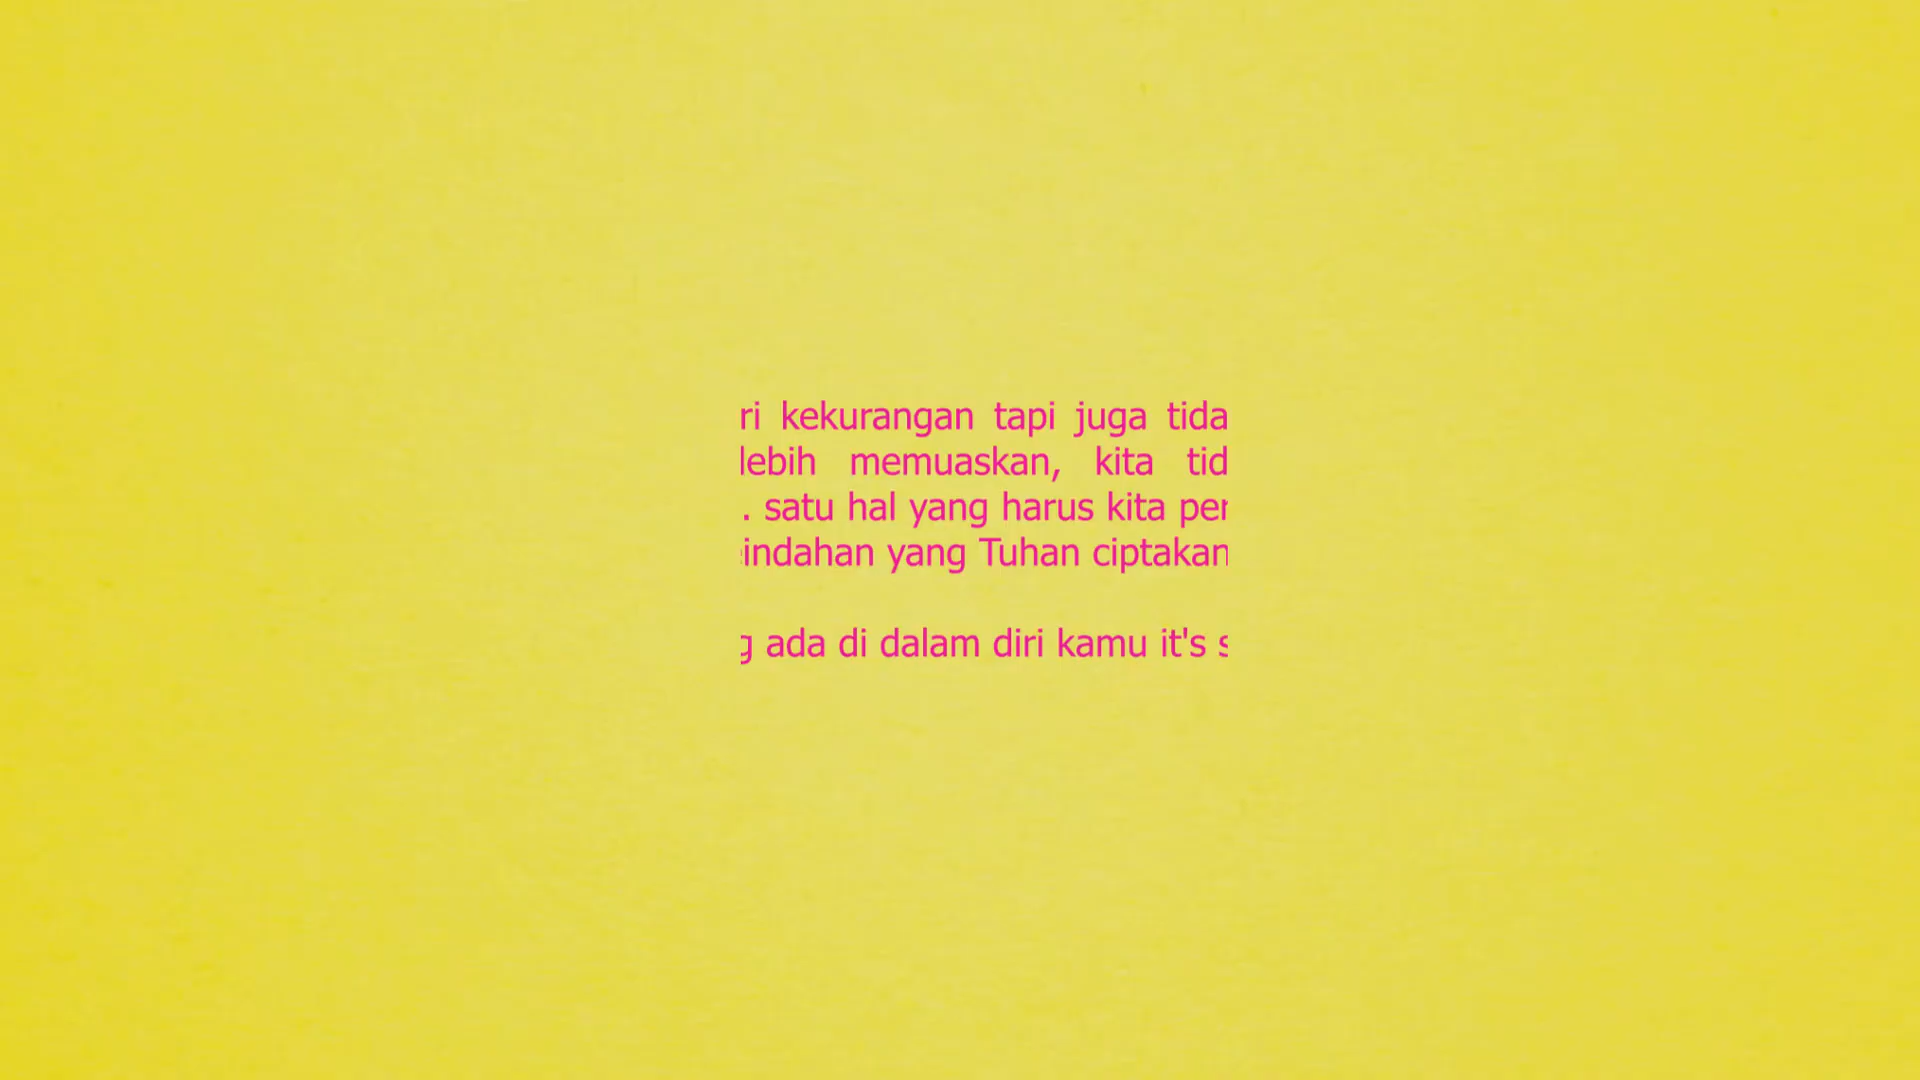 ri kekurangan tapi juga tida
lebih memuaskan, kita tid
. satu hal yang harus kita per
indahan yang Tuhan ciptakan
g ada di dalam diri kamu it's s